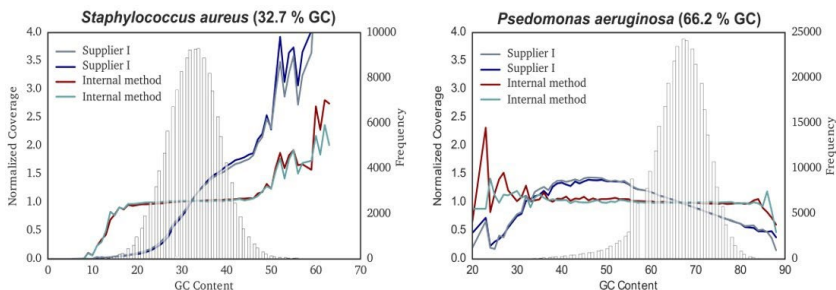 Staphylococcus aureus (32.7 % GC)
4.0
3.5
3.0
2.5
2.0
1.5
1.0
0.5
0.0
Normalized Coverage
Supplier I
Supplier I
Internal method
Internal method
10000
8000
6000
4000
2000
0
Frequency
0 10 20 30 40 50 60 70
GC Content
Psedomonas aeruginosa (66.2 % GC)
4.0
3.5
3.0
2.5
2.0
1.5
1.0
0.5
0.0
Normalized Coverage
Supplier I
Supplier I
Internal method
Internal method
25000
20000
15000
10000
5000
0
Frequency
20 30 40 50 60 70 80 90
GC Content